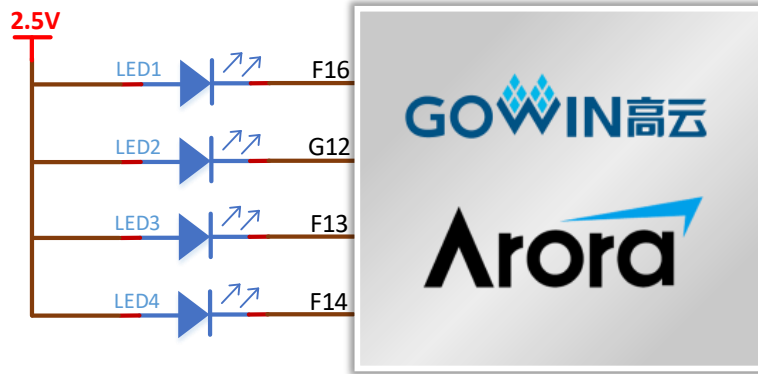 2.5V
LED1 F16
LED2 G12
LED3 F13
LED4 F14
GOWIN高云
Arora